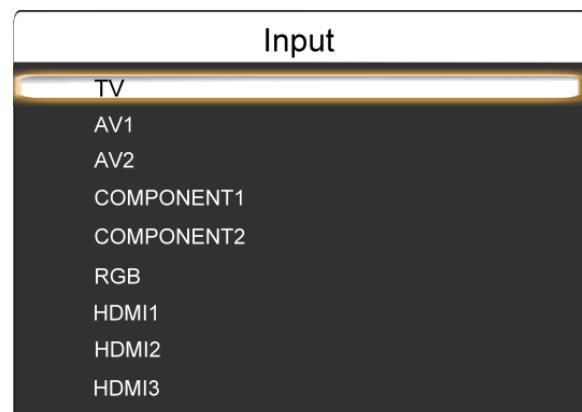 Input
TV
AV1
AV2
COMPONENT1
COMPONENT2
RGB
HDMI1
HDMI2
HDMI3